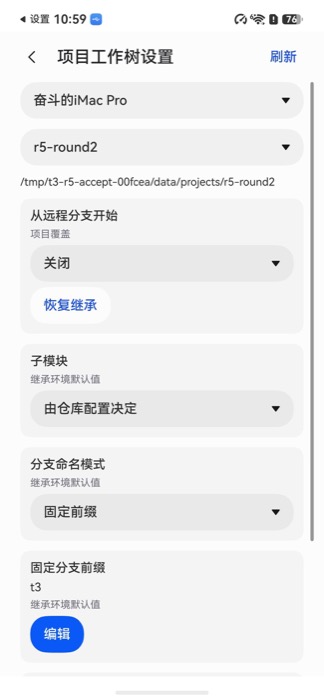 设置 10:59
76
项目工作树设置
刷新
奋斗的iMac Pro
r5-round2
/tmp/t3-r5-accept-00fcea/data/projects/r5-round2
从远程分支开始
项目覆盖
关闭
恢复继承
子模块
继承环境默认值
由仓库配置决定
分支命名模式
继承环境默认值
固定前缀
固定分支前缀
t3
继承环境默认值
编辑